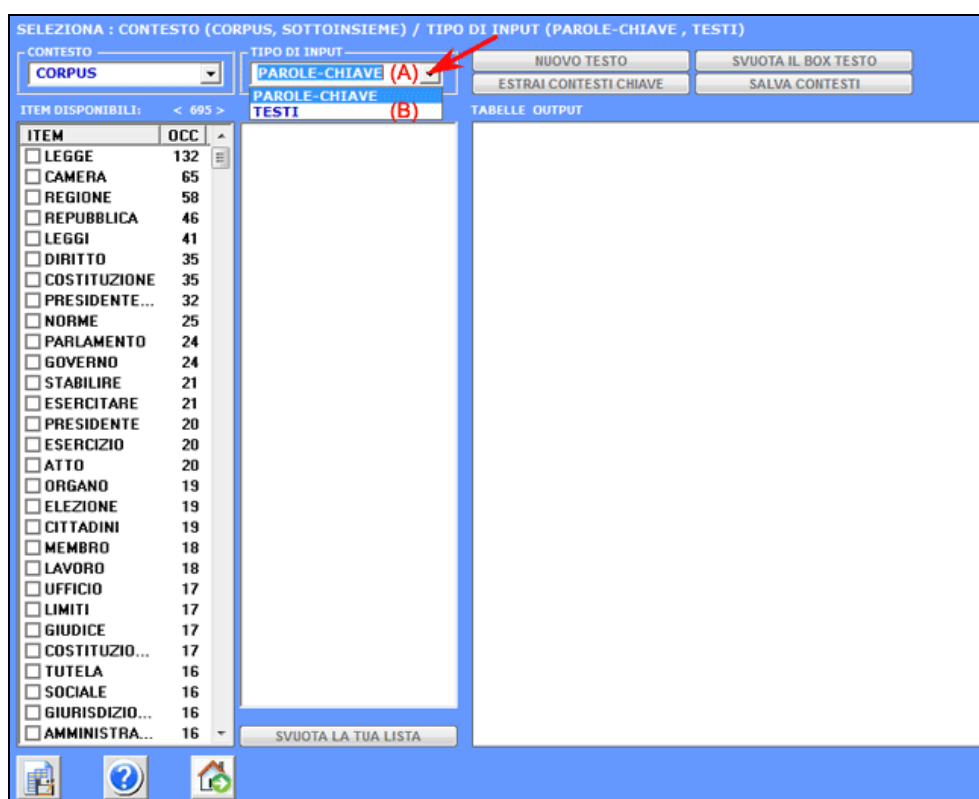 SELEZIONA : CONTESTO (CORPUS, SOTTOINSIEME) / TIPO DI INPUT (PAROLE-CHIAVE , TESTI)
CONTESTO
CORPUS
TIPO DI INPUT
PAROLE-CHIAVE (A)
PAROLE-CHIAVE
TESTI (B)
NUOVO TESTO
SVUOTA IL BOX TESTO
ESTRAI CONTESTI CHIAVE
SALVA CONTESTI
ITEM DISPONIBILI: < 695 >
TABELLE OUTPUT
ITEM OCC
LEGGE 132
CAMERA 65
REGIONE 58
REPUBBLICA 46
LEGGI 41
DIRITTO 35
COSTITUZIONE 35
PRESIDENTE... 32
NORME 25
PARLAMENTO 24
GOVERNO 24
STABILIRE 21
ESERCITARE 21
PRESIDENTE 20
ESERCIZIO 20
ATTO 20
ORGANO 19
ELEZIONE 19
CITTADINI 19
MEMBRO 18
LAVORO 18
UFFICIO 17
LIMITI 17
GIUDICE 17
COSTITUZIO... 17
TUTELA 16
SOCIALE 16
GIURISDIZIO... 16
AMMINISTRA... 16
SVUOTA LA TUA LISTA
?